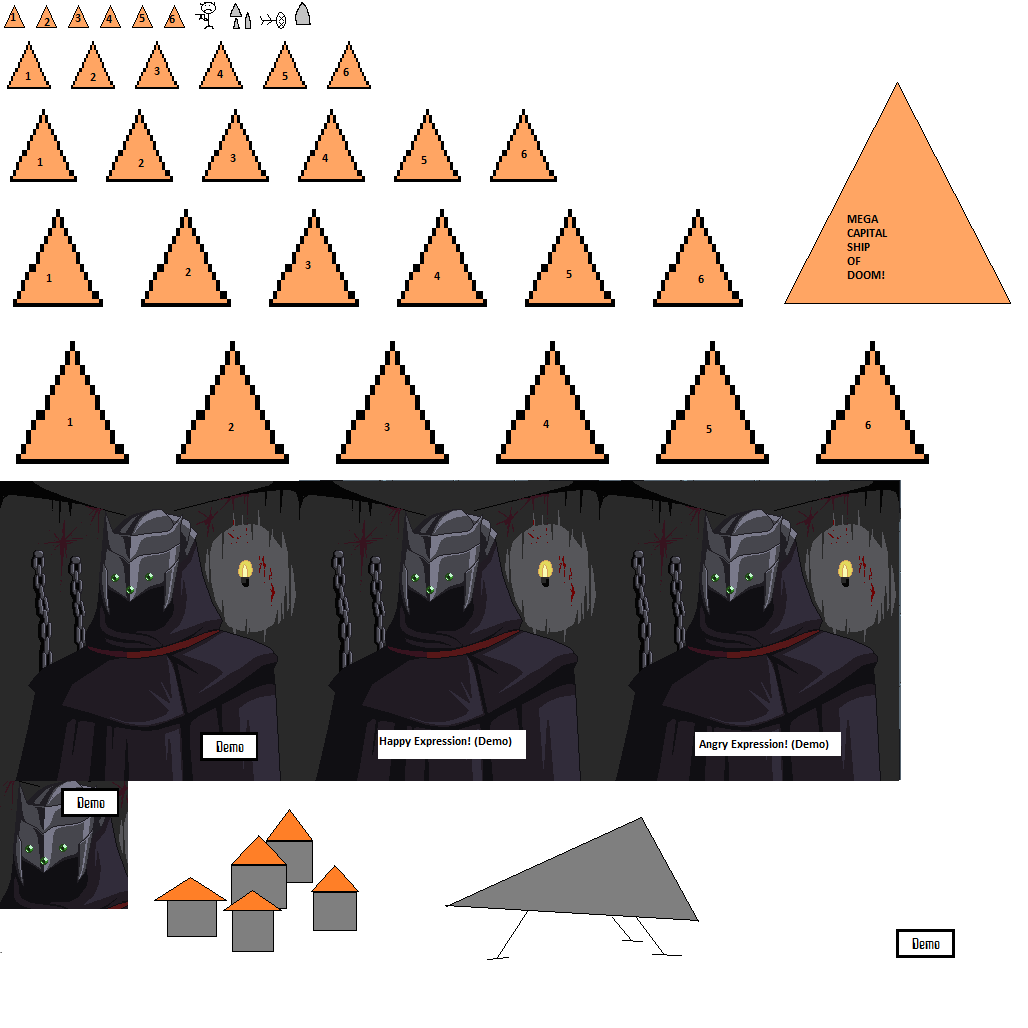 1 2 3 4 5 6
1 2 3 4 5 6
1 2 3 4 5 6
1 2 3 4 5 6
MEGA
CAPITAL
SHIP
OF
DOOM!
1 2 3 4 5 6
Demo
Happy Expression! (Demo)
Angry Expression! (Demo)
Demo
Demo